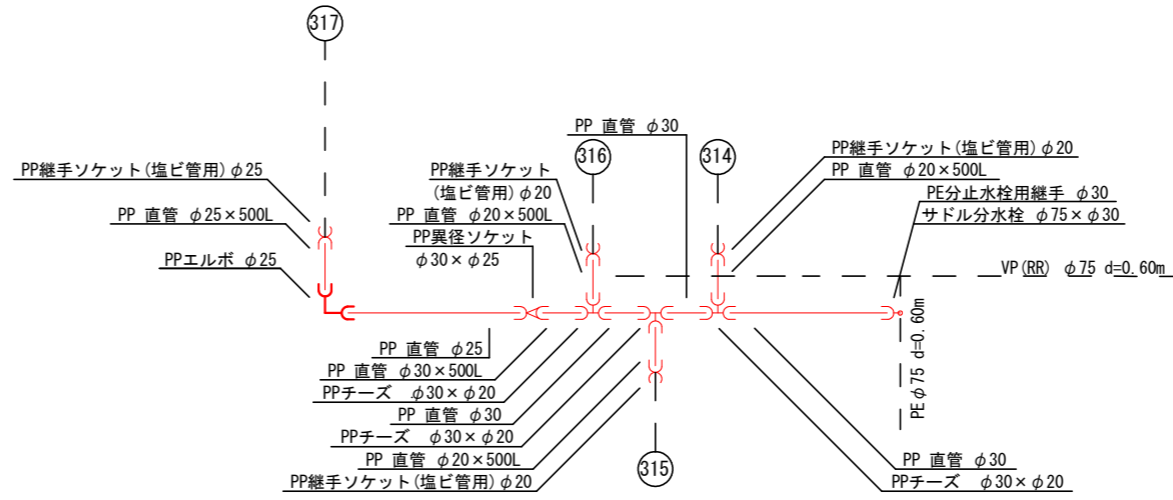 317
PP 直管 φ30
316
314
PP継手ソケット(塩ビ管用)φ25
PP継手ソケット
(塩ビ管用)φ20
PP継手ソケット(塩ビ管用)φ20
PP 直管 φ20×500L
PP 直管 φ25×500L
PP 直管 φ20×500L
PE分止水栓用継手 φ30
サドル分水栓 φ75×φ30
PPエルボ φ25
PP異径ソケット
φ30×φ25
VP(RR) φ75 d=0.60m
PE φ75 d=0.60m
PP 直管 φ25
PP 直管 φ30×500L
PPチーズ φ30×φ20
PP 直管 φ30
PPチーズ φ30×φ20
PP 直管 φ20×500L
PP継手ソケット(塩ビ管用)φ20
315
PP 直管 φ30
PPチーズ φ30×φ20